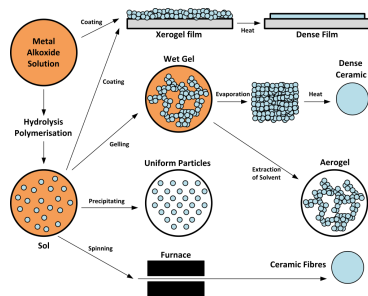 Metal
Alkoxide
Solution
Coating
Xerogel film
Heat
Dense Film
Coating
Wet Gel
Evaporation
Heat
Dense
Ceramic
Hydrolysis
Polymerisation
Gelling
Uniform Particles
Extraction
of Solvent
Aerogel
Precipitating
Sol
Spinning
Furnace
Ceramic Fibres